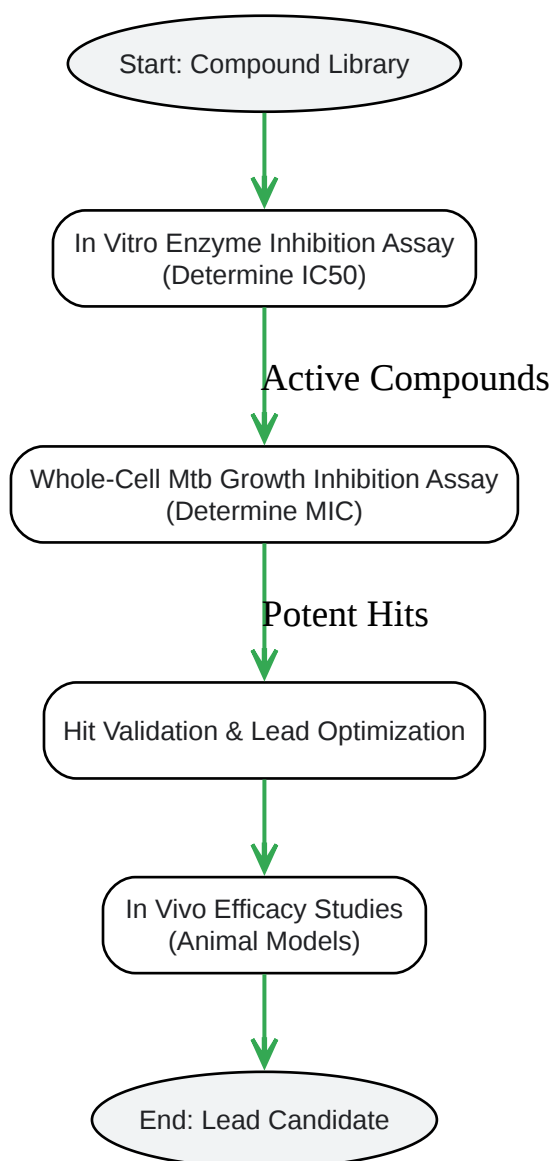 Start: Compound Library
In Vitro Enzyme Inhibition Assay
(Determine IC50)
Active Compounds
Whole-Cell Mtb Growth Inhibition Assay
(Determine MIC)
Potent Hits
Hit Validation & Lead Optimization
In Vivo Efficacy Studies
(Animal Models)
End: Lead Candidate